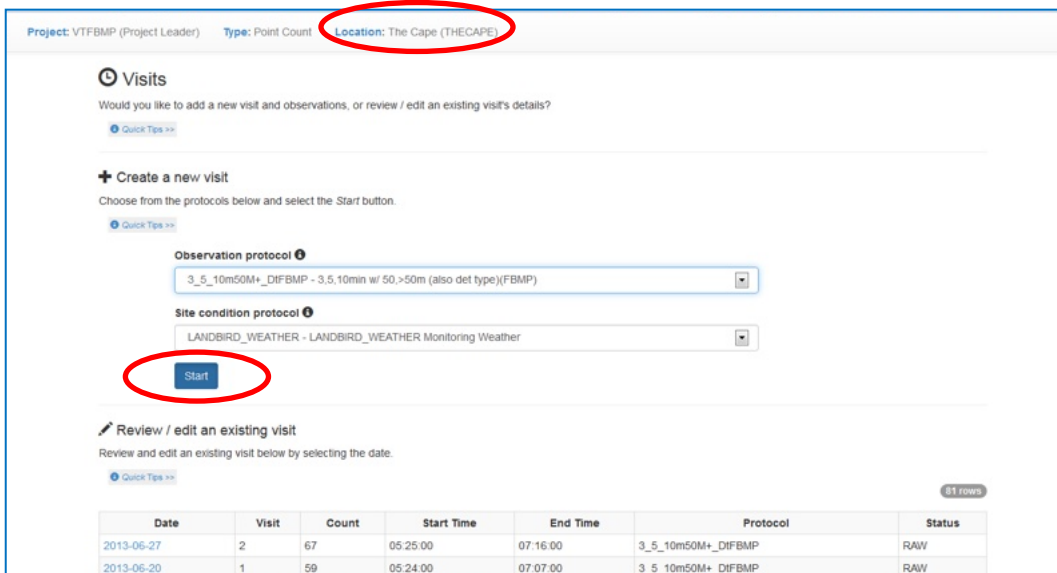 Project: VTFBMP (Project Leader) Type: Point Count Location: The Cape (THECAPE)
Visits
Would you like to add a new visit and observations, or review / edit an existing visit's details?
Quick Tips >>
Create a new visit
Choose from the protocols below and select the Start button.
Quick Tips >>
Observation protocol
3_5_10m50M+_DtFBMP - 3,5,10min w/ 50,>50m (also det type)(FBMP)
Site condition protocol
LANDBIRD_WEATHER - LANDBIRD_WEATHER Monitoring Weather
Start
Review / edit an existing visit
Review and edit an existing visit below by selecting the date.
Quick Tips >>
81 rows
Date Visit Count Start Time End Time Protocol Status
2013-06-27 2 67 05:25:00 07:16:00 3_5_10m50M+_DtFBMP RAW
2013-06-20 1 59 05:24:00 07:07:00 3_5_10m50M+_DtFBMP RAW